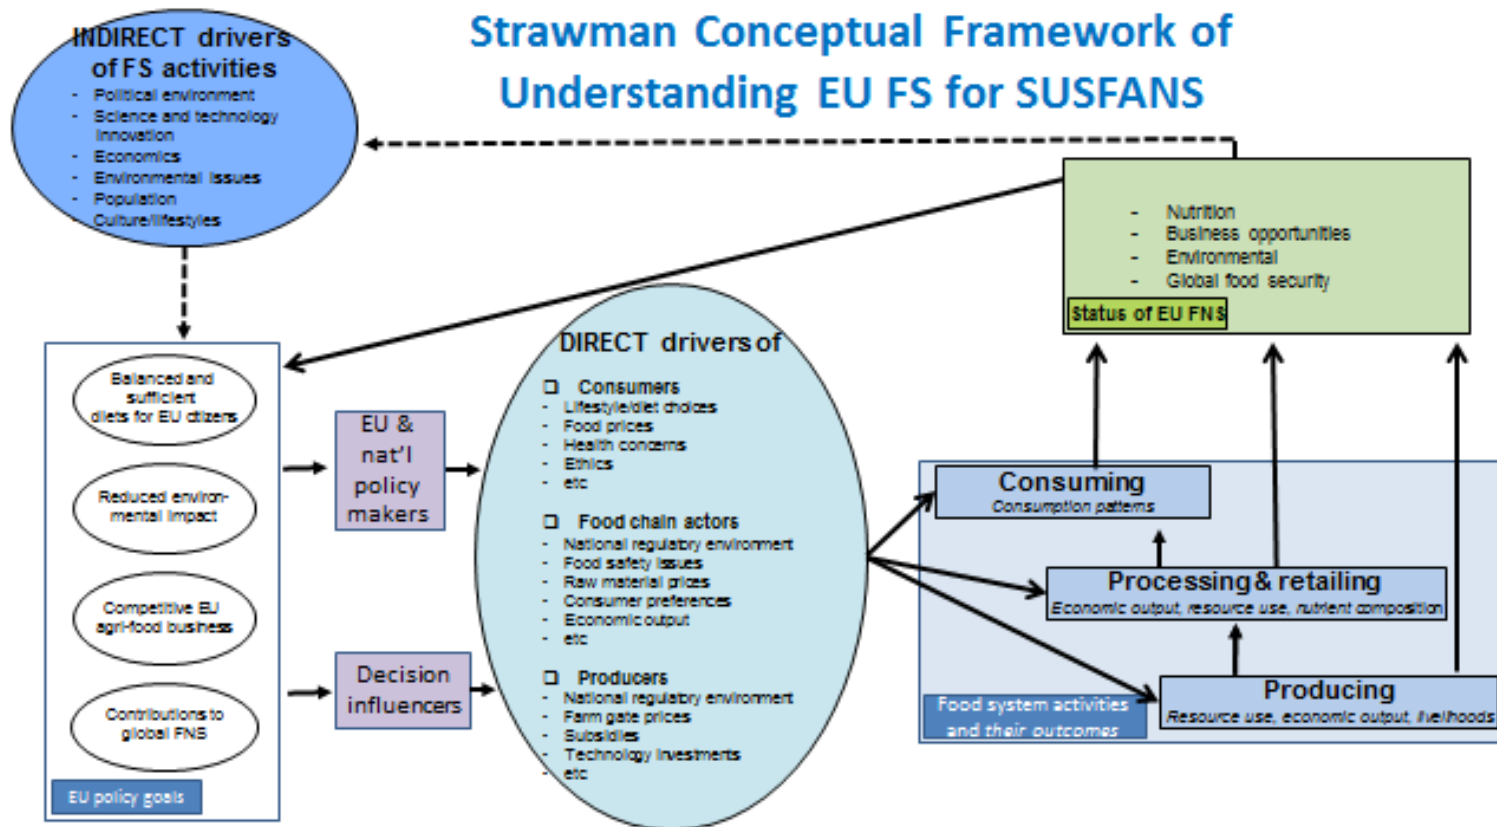 Strawman Conceptual Framework of
Understanding EU FS for SUSFANS
INDIRECT drivers
of FS activities
- Political environment
- Science and technology
innovation
- Economics
- Environmental issues
- Population
- Culture/lifestyles
- Nutrition
- Business opportunities
- Environmental
- Global food security
Status of EU FNS
Balanced and
sufficient
diets for EU citizens
Reduced environ-
mental impact
Competitive EU
agri-food business
Contributions to
global FNS
EU policy goals
EU &
nat'l
policy
makers
Decision
influencers
DIRECT drivers of
❑ Consumers
- Lifestyle/diet choices
- Food prices
- Health concerns
- Ethics
- etc
❑ Food chain actors
- National regulatory environment
- Food safety issues
- Raw material prices
- Consumer preferences
- Economic output
- etc
❑ Producers
- National regulatory environment
- Farm gate prices
- Subsidies
- Technology investments
- etc
Consuming
Consumption patterns
Processing & retailing
Economic output, resource use, nutrient composition
Producing
Resource use, economic output, livelihoods
Food system activities
and their outcomes